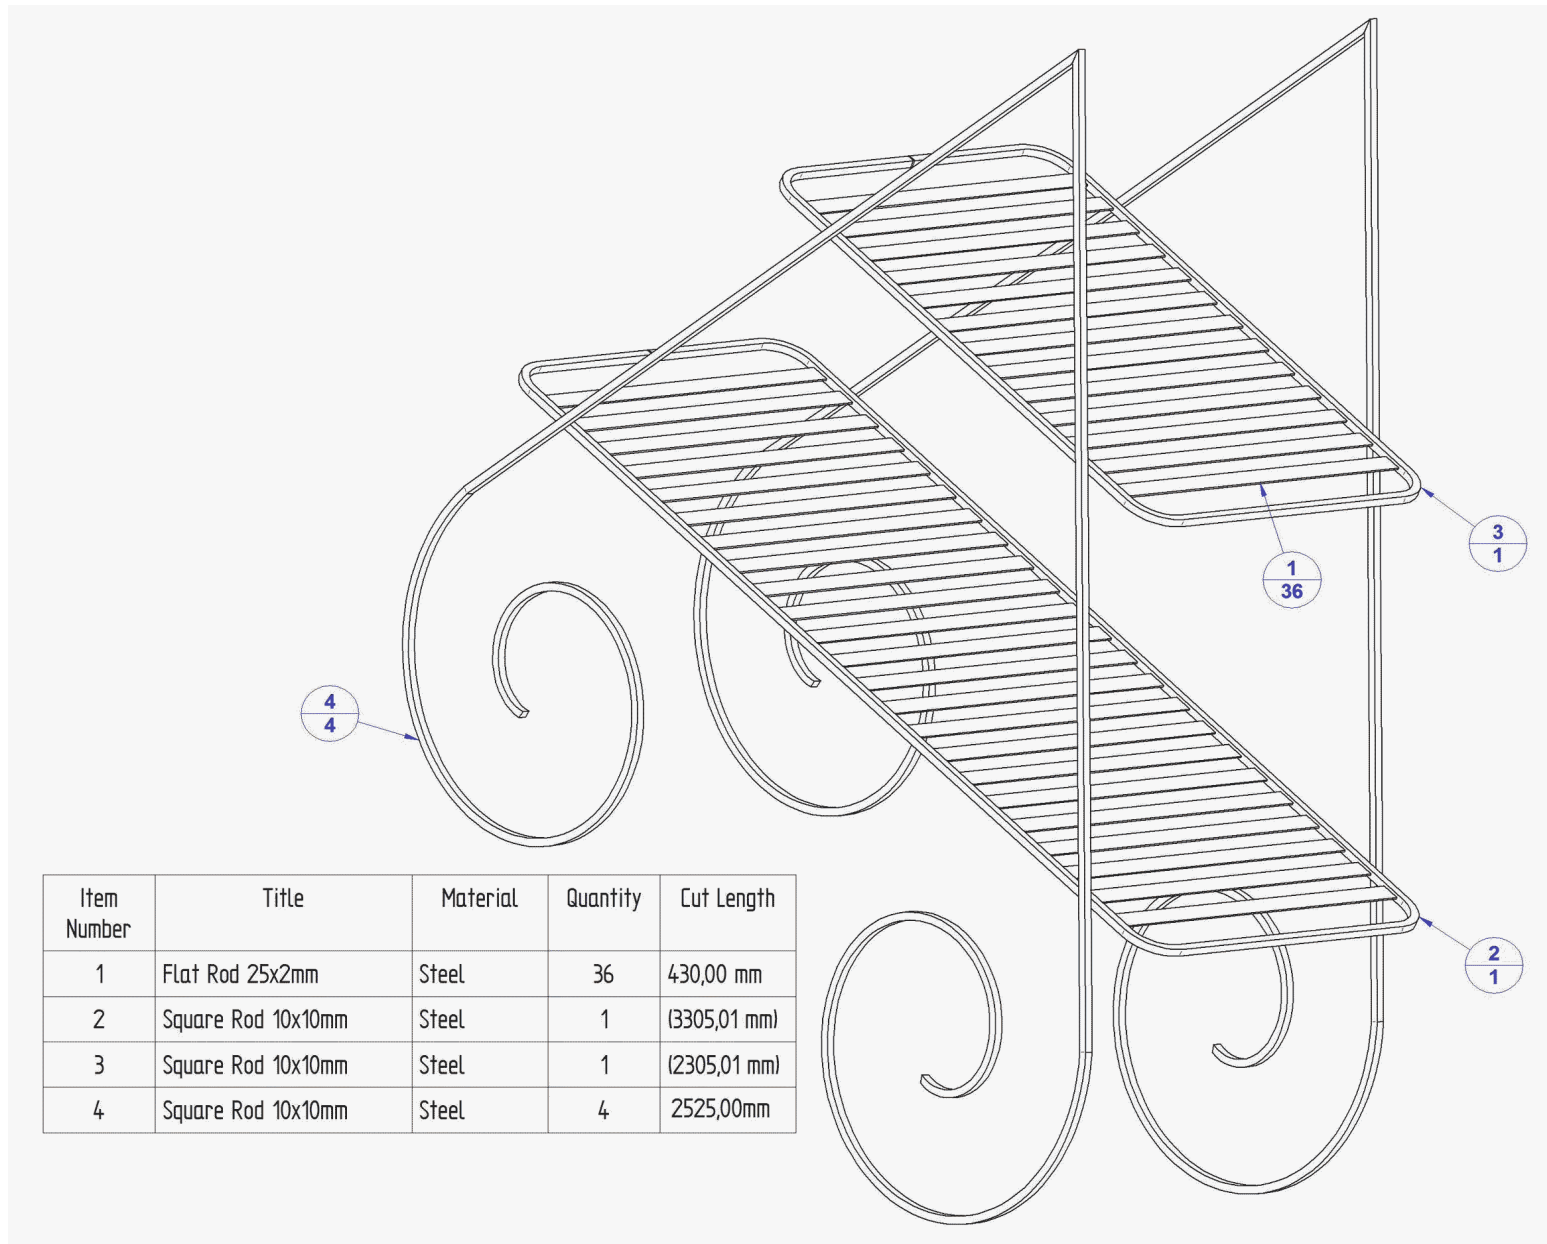 3
1
1
36
4
4
2
1
Item Number Title Material Quantity Cut Length
1 Flat Rod 25x2mm Steel 36 430,00 mm
2 Square Rod 10x10mm Steel 1 (3305,01 mm)
3 Square Rod 10x10mm Steel 1 (2305,01 mm)
4 Square Rod 10x10mm Steel 4 2525,00mm